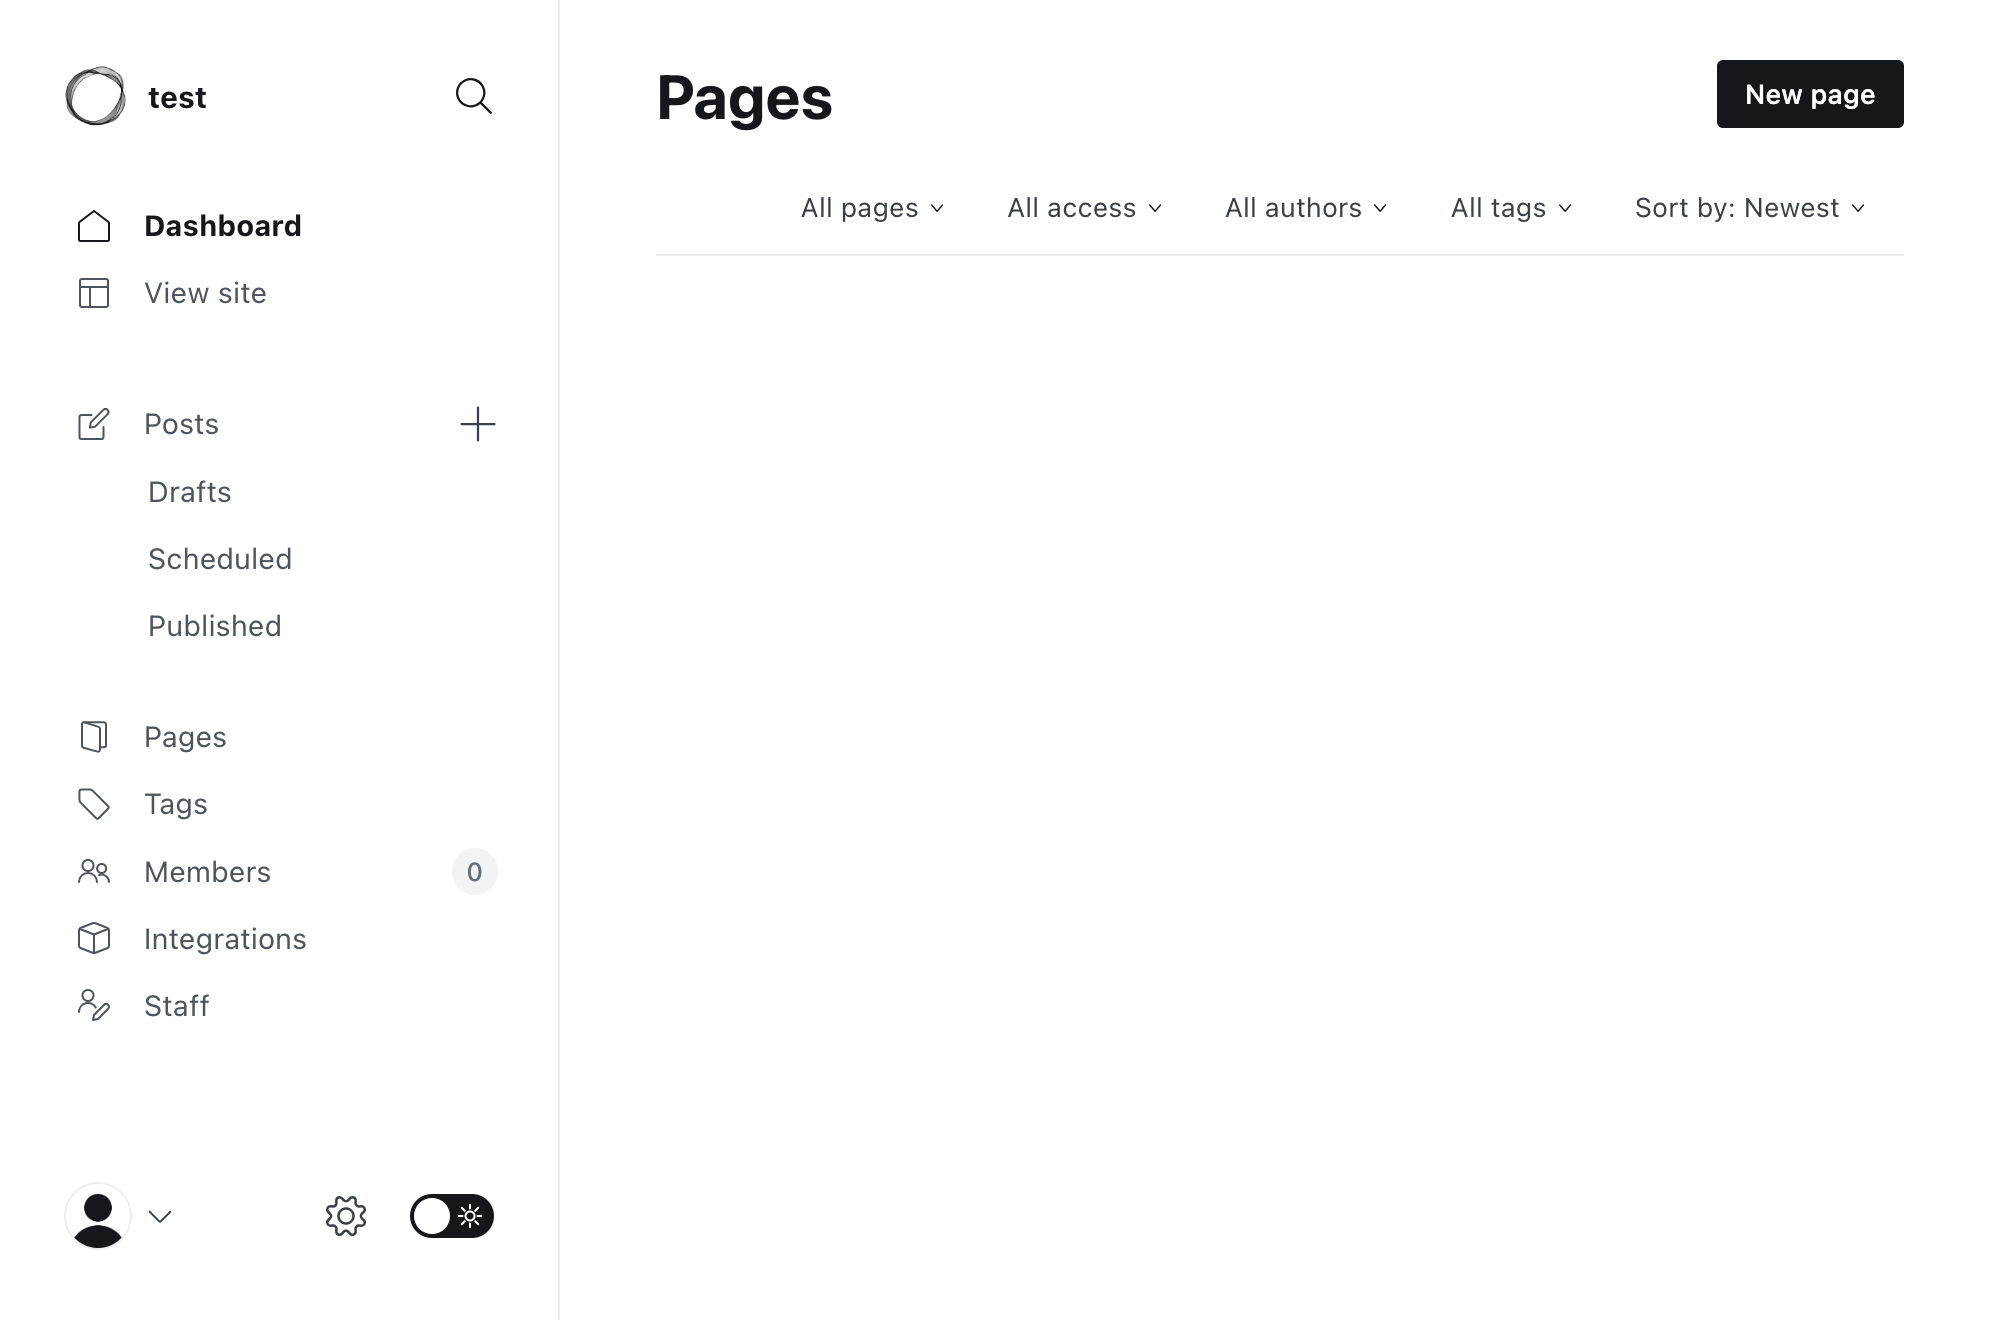 test
Dashboard
View site
Posts
Drafts
Scheduled
Published
Pages
Tags
Members 0
Integrations
Staff
Pages
New page
All pages All access All authors All tags Sort by: Newest